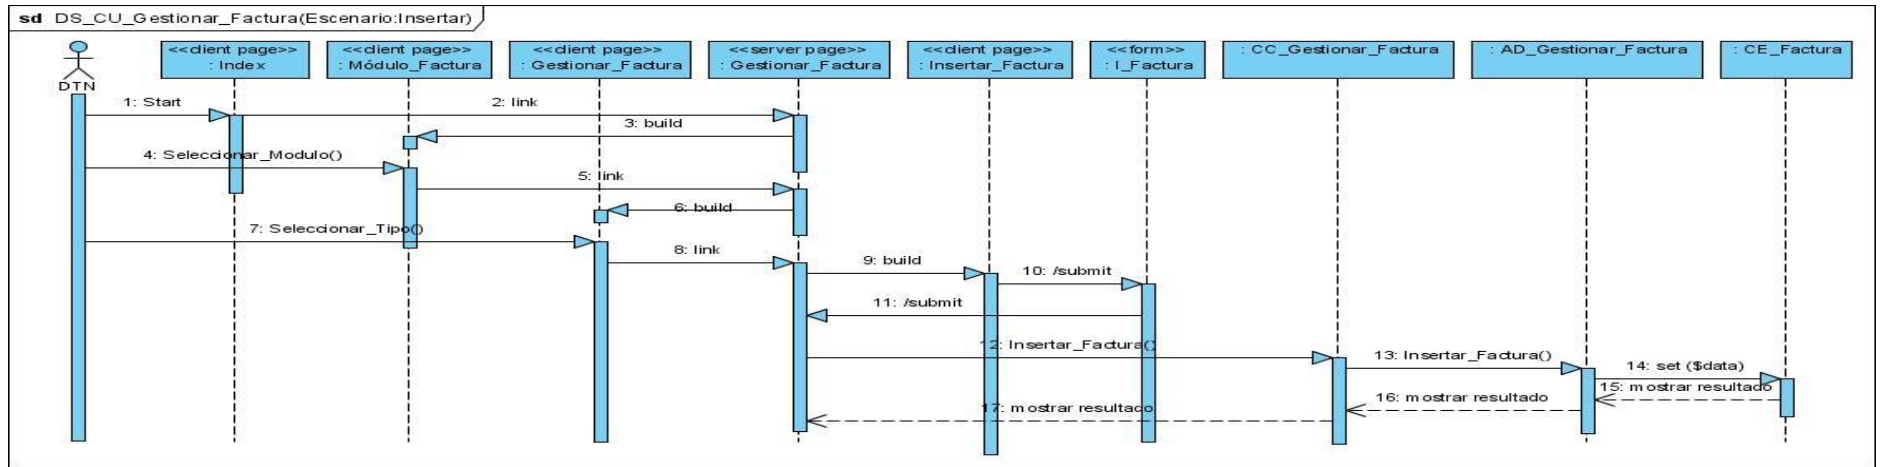 sd DS_CU_Gestionar_Factura(Escenario:Insertar)
<<client page>>
: Index
<<client page>>
: Módulo_Factura
<<client page>>
: Gestionar_Factura
<<server page>>
: Gestionar_Factura
<<client page>>
: Insertar_Factura
<<form>>
: I_Factura
: CC_Gestionar_Factura
: AD_Gestionar_Factura
: CE_Factura
DTN
1: Start
2: link
3: build
4: Seleccionar_Modulo()
5: link
6: build
7: Seleccionar_Tipo()
8: link
9: build
10: /submit
11: /submit
12: Insertar_Factura()
13: Insertar_Factura()
14: set ($data)
15: mostrar resultado
16: mostrar resultado
17: mostrar resultado